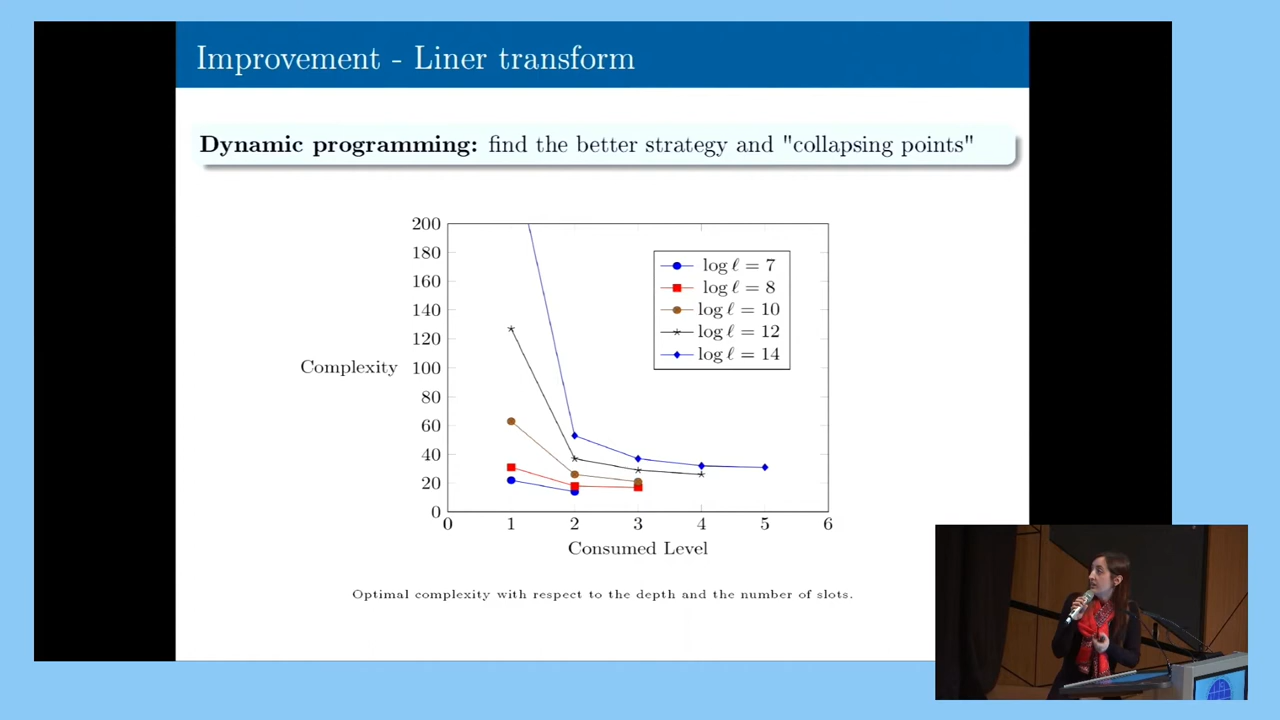 Improvement - Liner transform
Dynamic programming: find the better strategy and "collapsing points"
200
180
160
140
120
100
80
60
40
20
0
Complexity
log ℓ = 7
log ℓ = 8
log ℓ = 10
log ℓ = 12
log ℓ = 14
0 1 2 3 4 5 6
Consumed Level
Optimal complexity with respect to the depth and the number of slots.